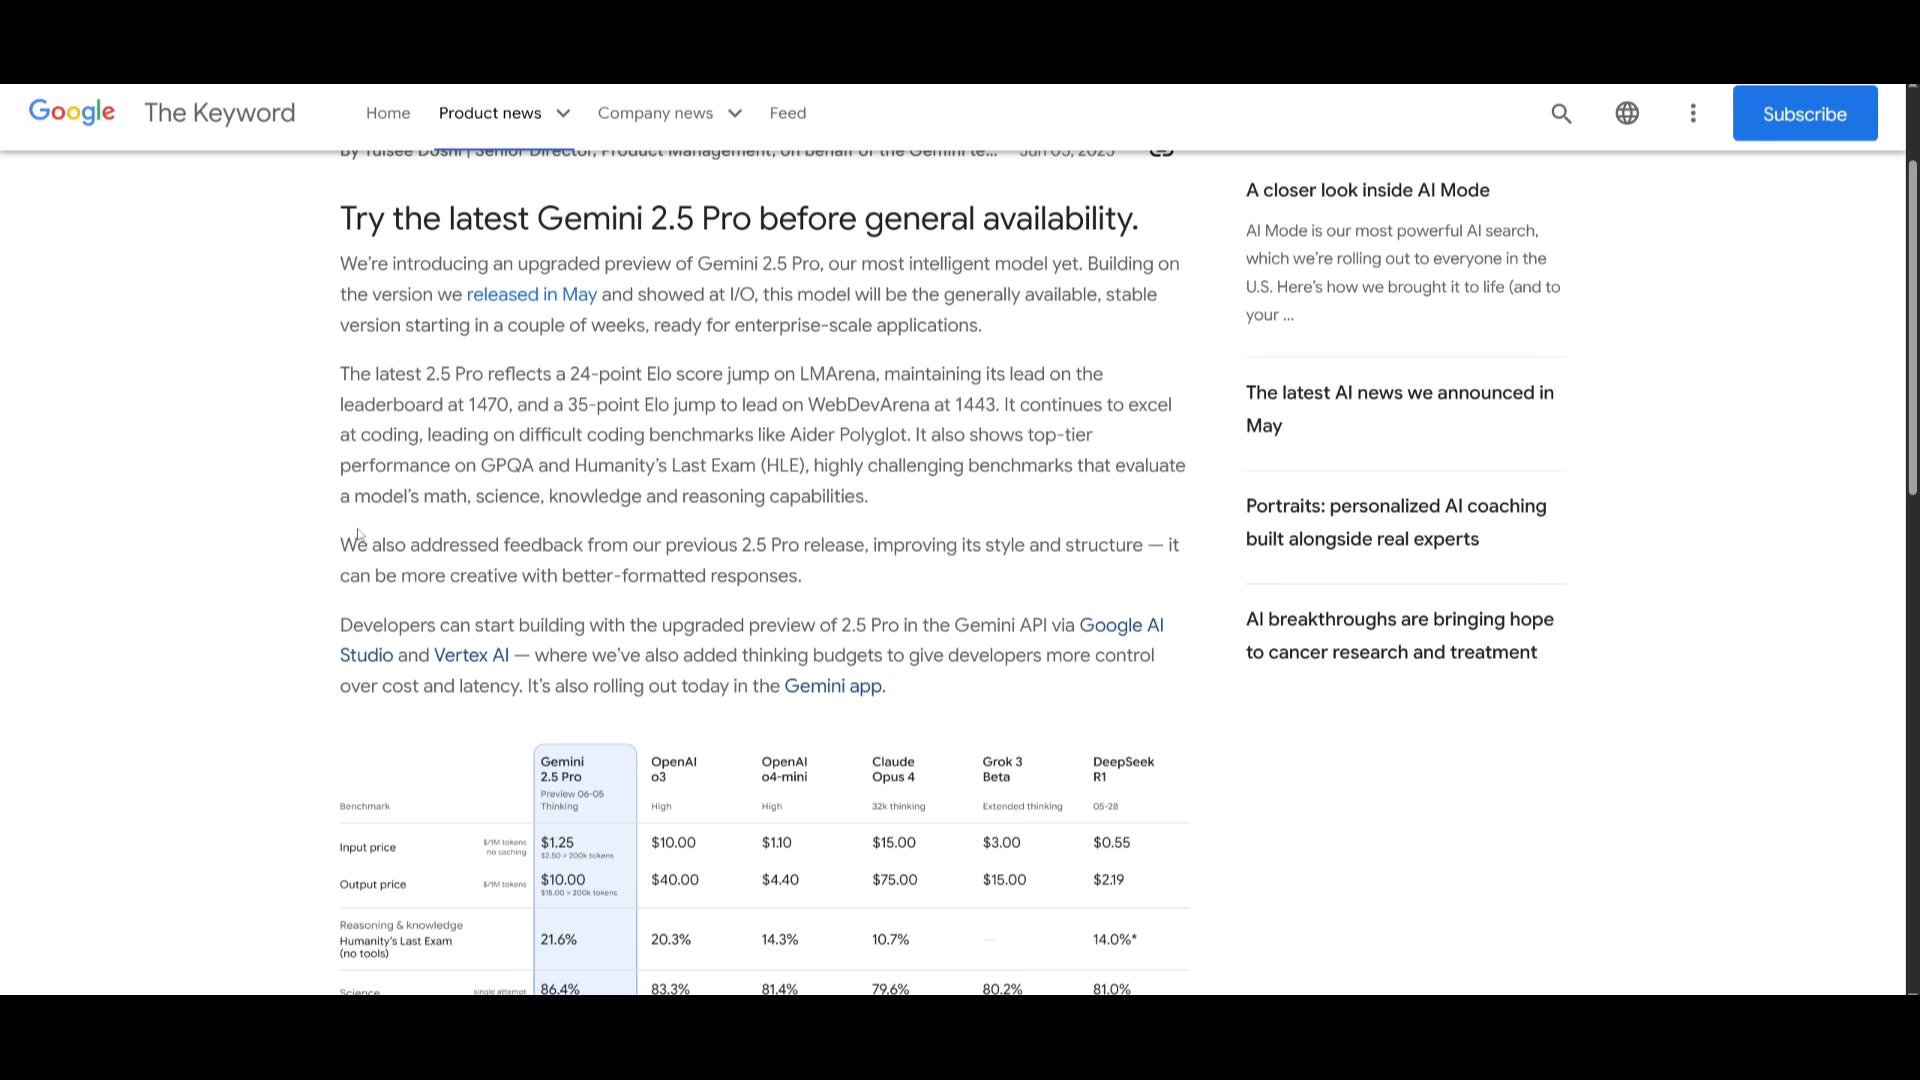 Google The Keyword Home Product news Company news Feed Subscribe
By Tulsee Doshi | Senior Director, Product Management, on behalf of the Gemini te... Jun 05, 2025
Try the latest Gemini 2.5 Pro before general availability.
We’re introducing an upgraded preview of Gemini 2.5 Pro, our most intelligent model yet. Building on
the version we released in May and showed at I/O, this model will be the generally available, stable
version starting in a couple of weeks, ready for enterprise-scale applications.
The latest 2.5 Pro reflects a 24-point Elo score jump on LMArena, maintaining its lead on the
leaderboard at 1470, and a 35-point Elo jump to lead on WebDevArena at 1443. It continues to excel
at coding, leading on difficult coding benchmarks like Aider Polyglot. It also shows top-tier
performance on GPQA and Humanity’s Last Exam (HLE), highly challenging benchmarks that evaluate
a model’s math, science, knowledge and reasoning capabilities.
We also addressed feedback from our previous 2.5 Pro release, improving its style and structure — it
can be more creative with better-formatted responses.
Developers can start building with the upgraded preview of 2.5 Pro in the Gemini API via Google AI
Studio and Vertex AI — where we’ve also added thinking budgets to give developers more control
over cost and latency. It’s also rolling out today in the Gemini app.
Gemini OpenAI OpenAI Claude Grok 3 DeepSeek
2.5 Pro o3 o4-mini Opus 4 Beta R1
Preview 06-05
Benchmark Thinking High High 32k thinking Extended thinking 05-28
Input price $/1M tokens no caching $1.25 $10.00 $1.10 $15.00 $3.00 $0.55
$2.50 > 200k tokens
Output price $/1M tokens $10.00 $40.00 $4.40 $75.00 $15.00 $2.19
$15.00 > 200k tokens
Reasoning & knowledge
Humanity’s Last Exam 21.6% 20.3% 14.3% 10.7% — 14.0%*
(no tools)
Science single attempt 86.4% 83.3% 81.4% 79.6% 80.2% 81.0%
A closer look inside AI Mode
AI Mode is our most powerful AI search,
which we’re rolling out to everyone in the
U.S. Here’s how we brought it to life (and to
your ...
The latest AI news we announced in
May
Portraits: personalized AI coaching
built alongside real experts
AI breakthroughs are bringing hope
to cancer research and treatment